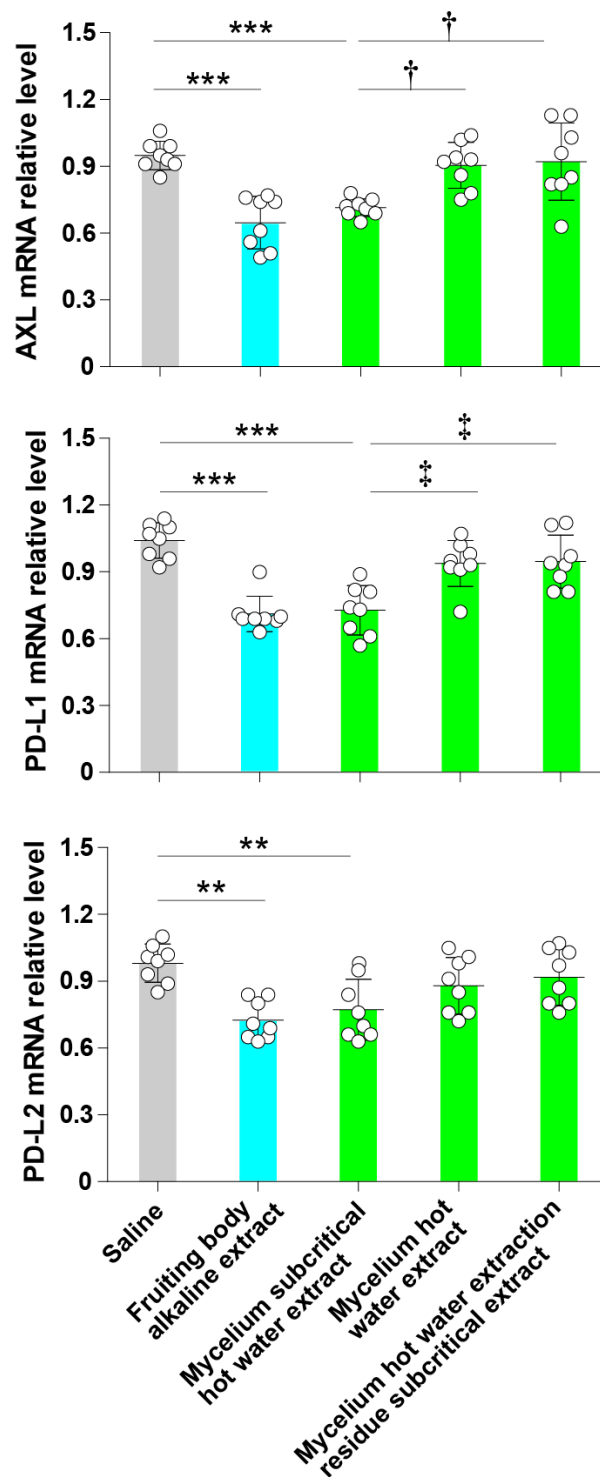 AXL mRNA relative level
1.5
1.2
0.9
0.6
0.3
0
***
***
†
†
PD-L1 mRNA relative level
1.5
1.2
0.9
0.6
0.3
0
***
***
‡
‡
PD-L2 mRNA relative level
1.5
1.2
0.9
0.6
0.3
0
**
**
Saline
Fruiting body
alkaline extract
Mycelium subcritical
hot water extract
Mycelium hot
water extract
Mycelium hot water extraction
residue subcritical extract